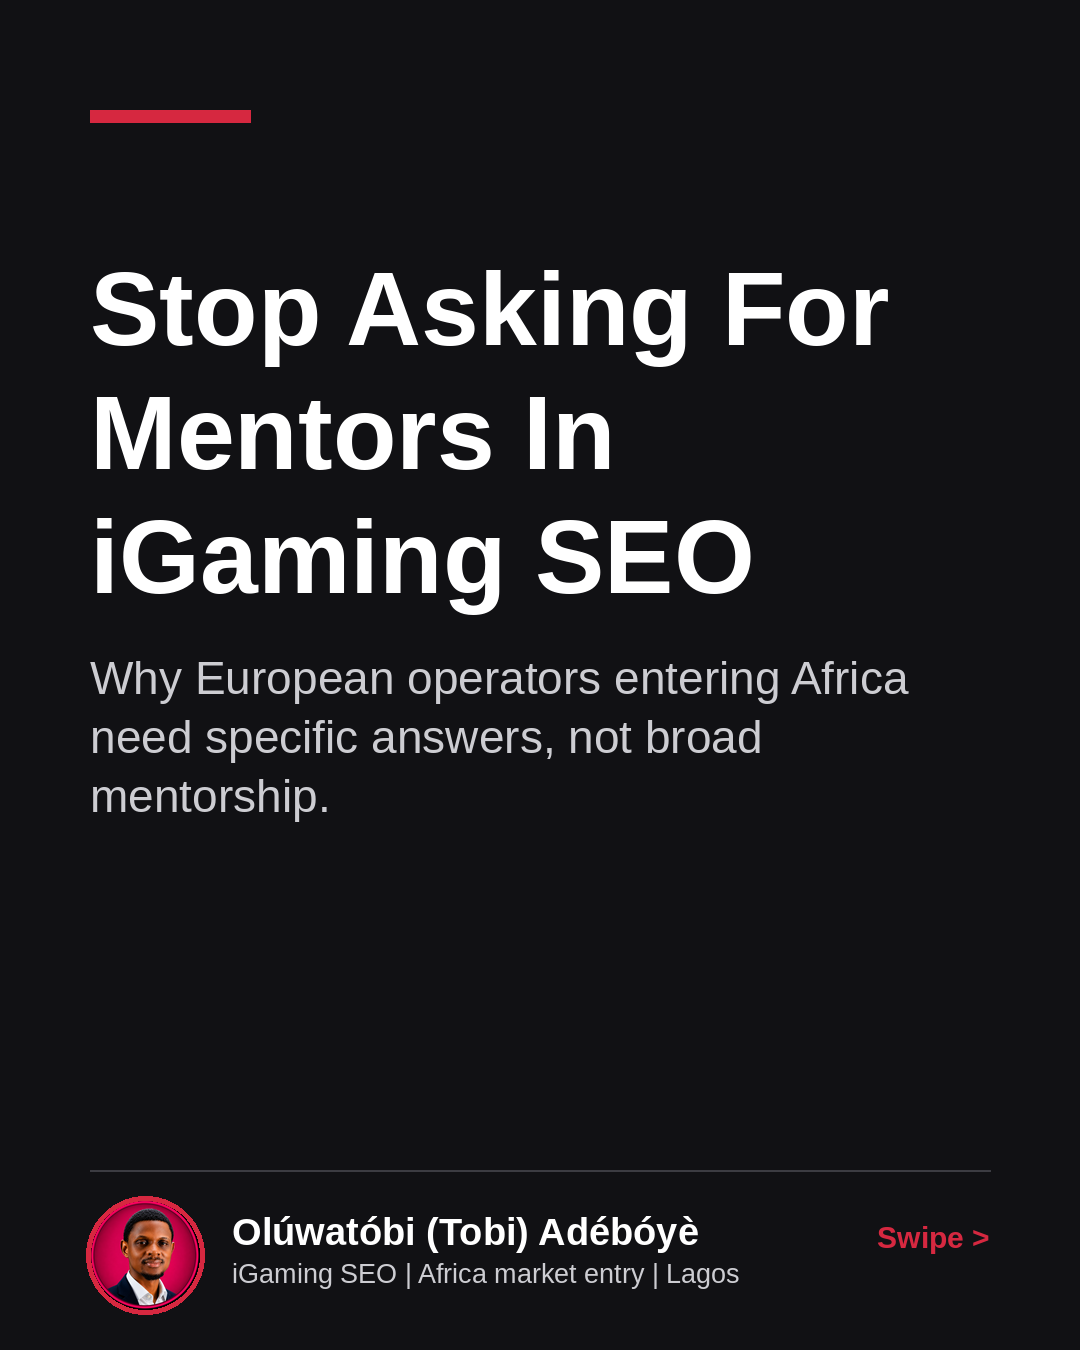 Stop Asking For
Mentors In
iGaming SEO
Why European operators entering Africa
need specific answers, not broad
mentorship.
Olúwatóbi (Tobi) Adébóyè
iGaming SEO | Africa market entry | Lagos
Swipe >